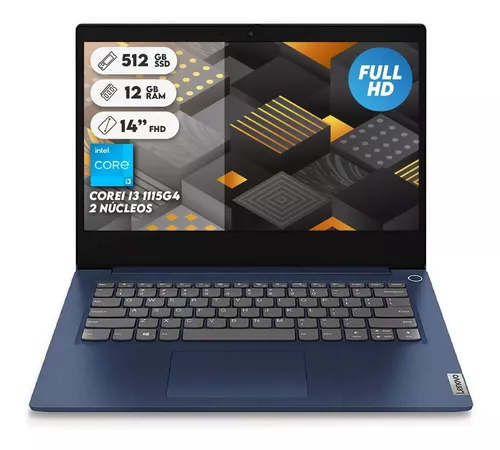 512 GB SSD
12 GB RAM
14” FHD
FULL
HD
intel
CORE
i3
COREI I3 1115G4
2 NÚCLEOS
Lenovo